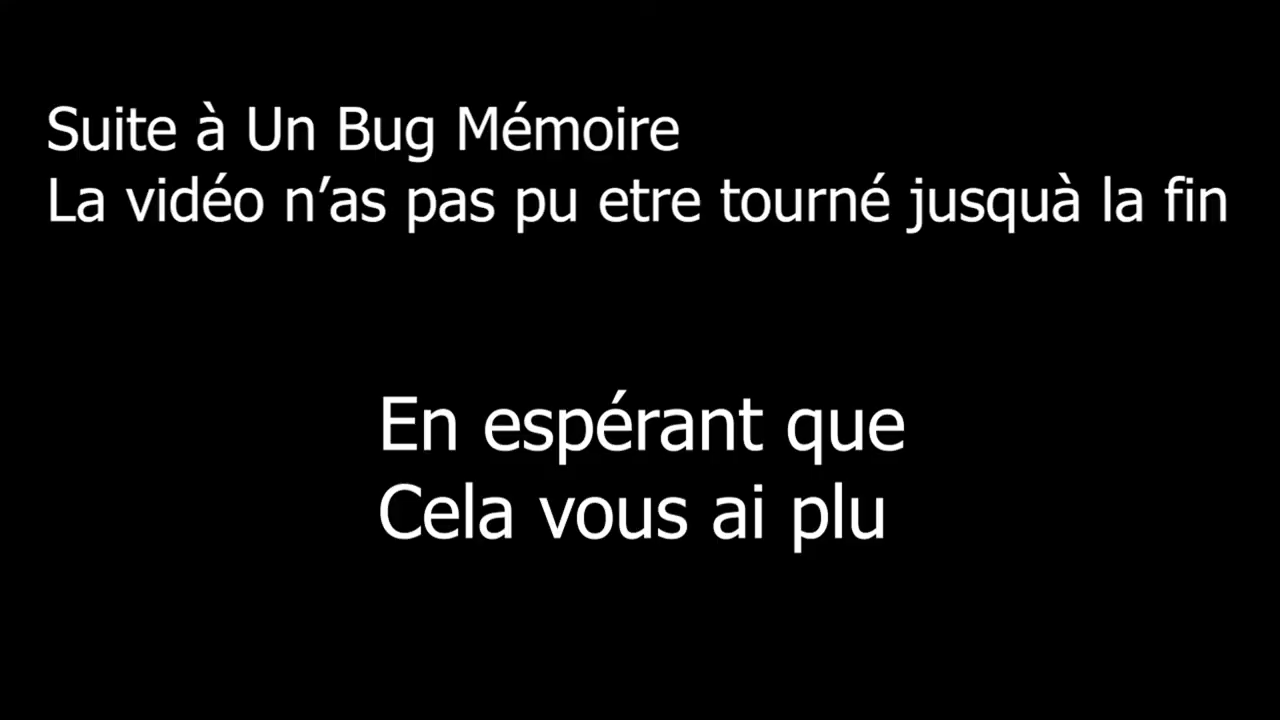 Suite à Un Bug Mémoire
La vidéo n’as pas pu etre tourné jusquà la fin
En espérant que
Cela vous ai plu